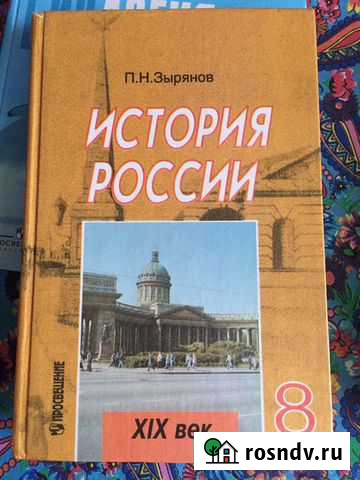 П.Н.Зырянов
ИСТОРИЯ
РОССИИ
ПРОСВЕЩЕНИЕ
XIX век
8
rosndv.ru